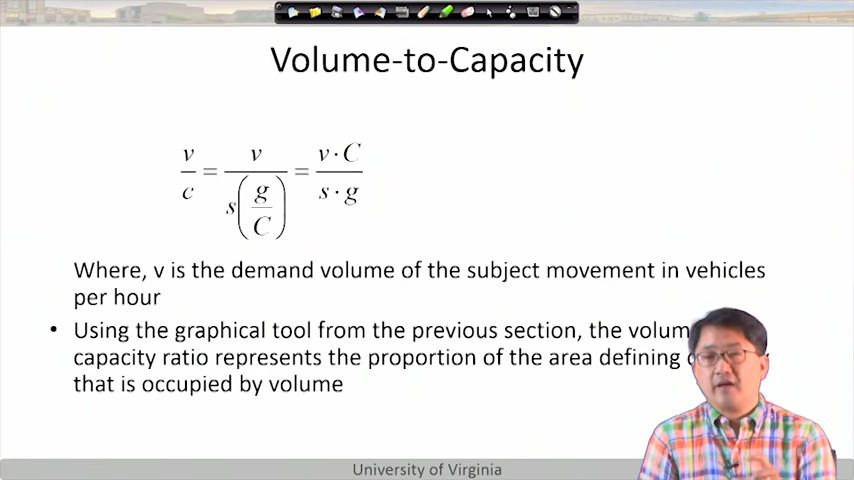 Volume-to-Capacity
v/c = v/(s(g/C)) = (v·C)/(s·g)
Where, v is the demand volume of the subject movement in vehicles
per hour
• Using the graphical tool from the previous section, the
capacity ratio represents the proportion of the area defining
that is occupied by volume
University of Virginia